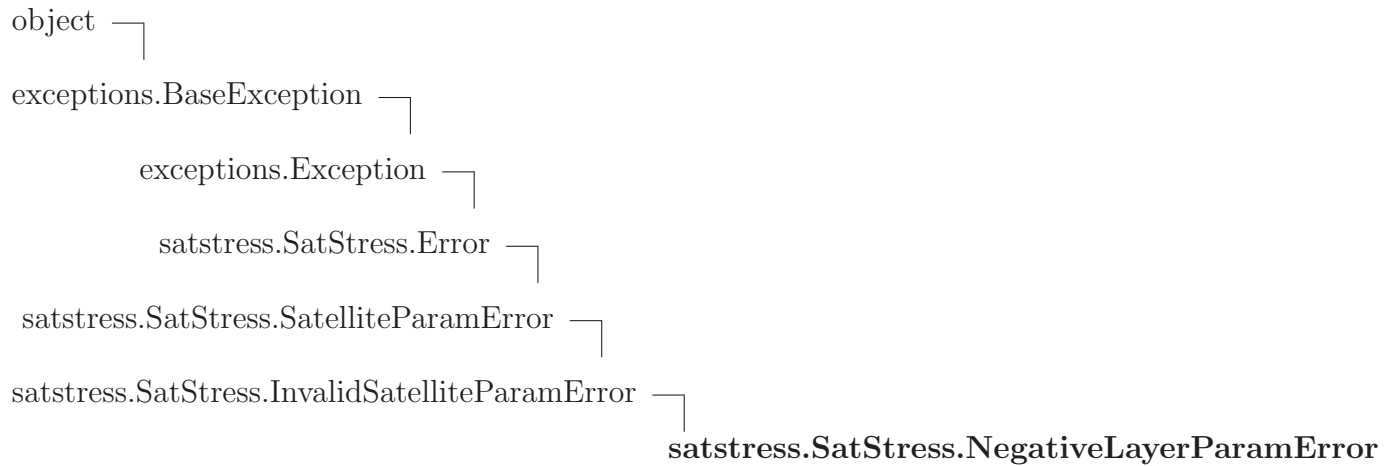 object
exceptions.BaseException
exceptions.Exception
satstress.SatStress.Error
satstress.SatStress.SatelliteParamError
satstress.SatStress.InvalidSatelliteParamError
satstress.SatStress.NegativeLayerParamError